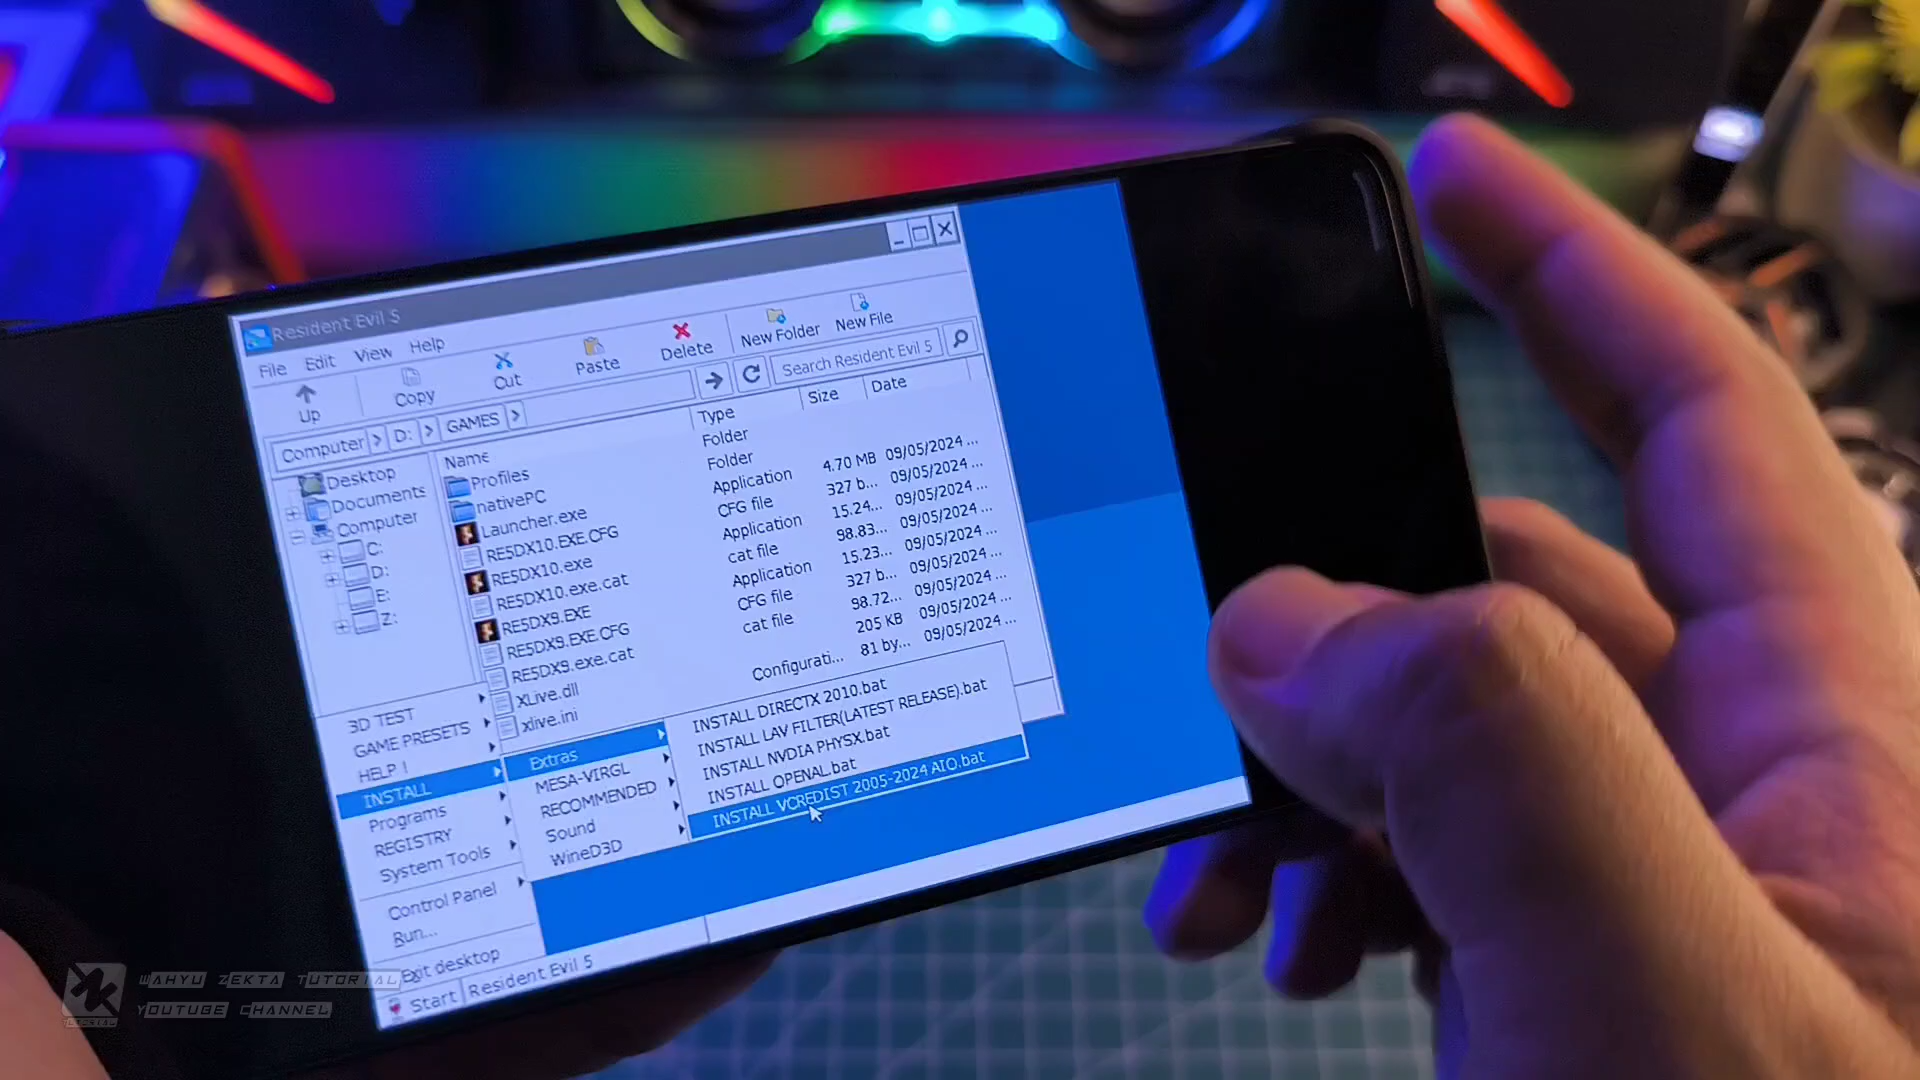 Resident Evil 5
File Edit View Help
Up Copy Cut Paste Delete New Folder New File
Computer D: GAMES Search Resident Evil 5
Desktop
Documents
Computer
C:
D:
E:
Z:
Name Type Size Date
Profiles Folder
nativePC Folder
Launcher.exe Application 4.70 MB 09/05/2024 ...
RE5DX10.EXE.CFG CFG file 327 b... 09/05/2024 ...
RE5DX10.exe Application 15.24... 09/05/2024 ...
RE5DX10.exe.cat cat file 98.83... 09/05/2024 ...
RE5DX9.EXE Application 15.23... 09/05/2024 ...
RE5DX9.EXE.CFG CFG file 327 b... 09/05/2024 ...
RE5DX9.exe.cat cat file 98.72... 09/05/2024 ...
XLive.dll 205 KB 09/05/2024 ...
xlive.ini Configurati... 81 by... 09/05/2024 ...
3D TEST
GAME PRESETS
HELP !
INSTALL
Programs
REGISTRY
System Tools
Control Panel
Run...
Exit desktop
Extras
MESA-VIRGL
RECOMMENDED
Sound
WineD3D
INSTALL DIRECTX 2010.bat
INSTALL LAV FILTER(LATEST RELEASE).bat
INSTALL NVDIA PHYSX.bat
INSTALL OPENAL.bat
INSTALL VCREDIST 2005-2024 AIO.bat
Start Resident Evil 5
WAHYU ZEKTA TUTORIAL
YOUTUBE CHANNEL
TUTORIAL